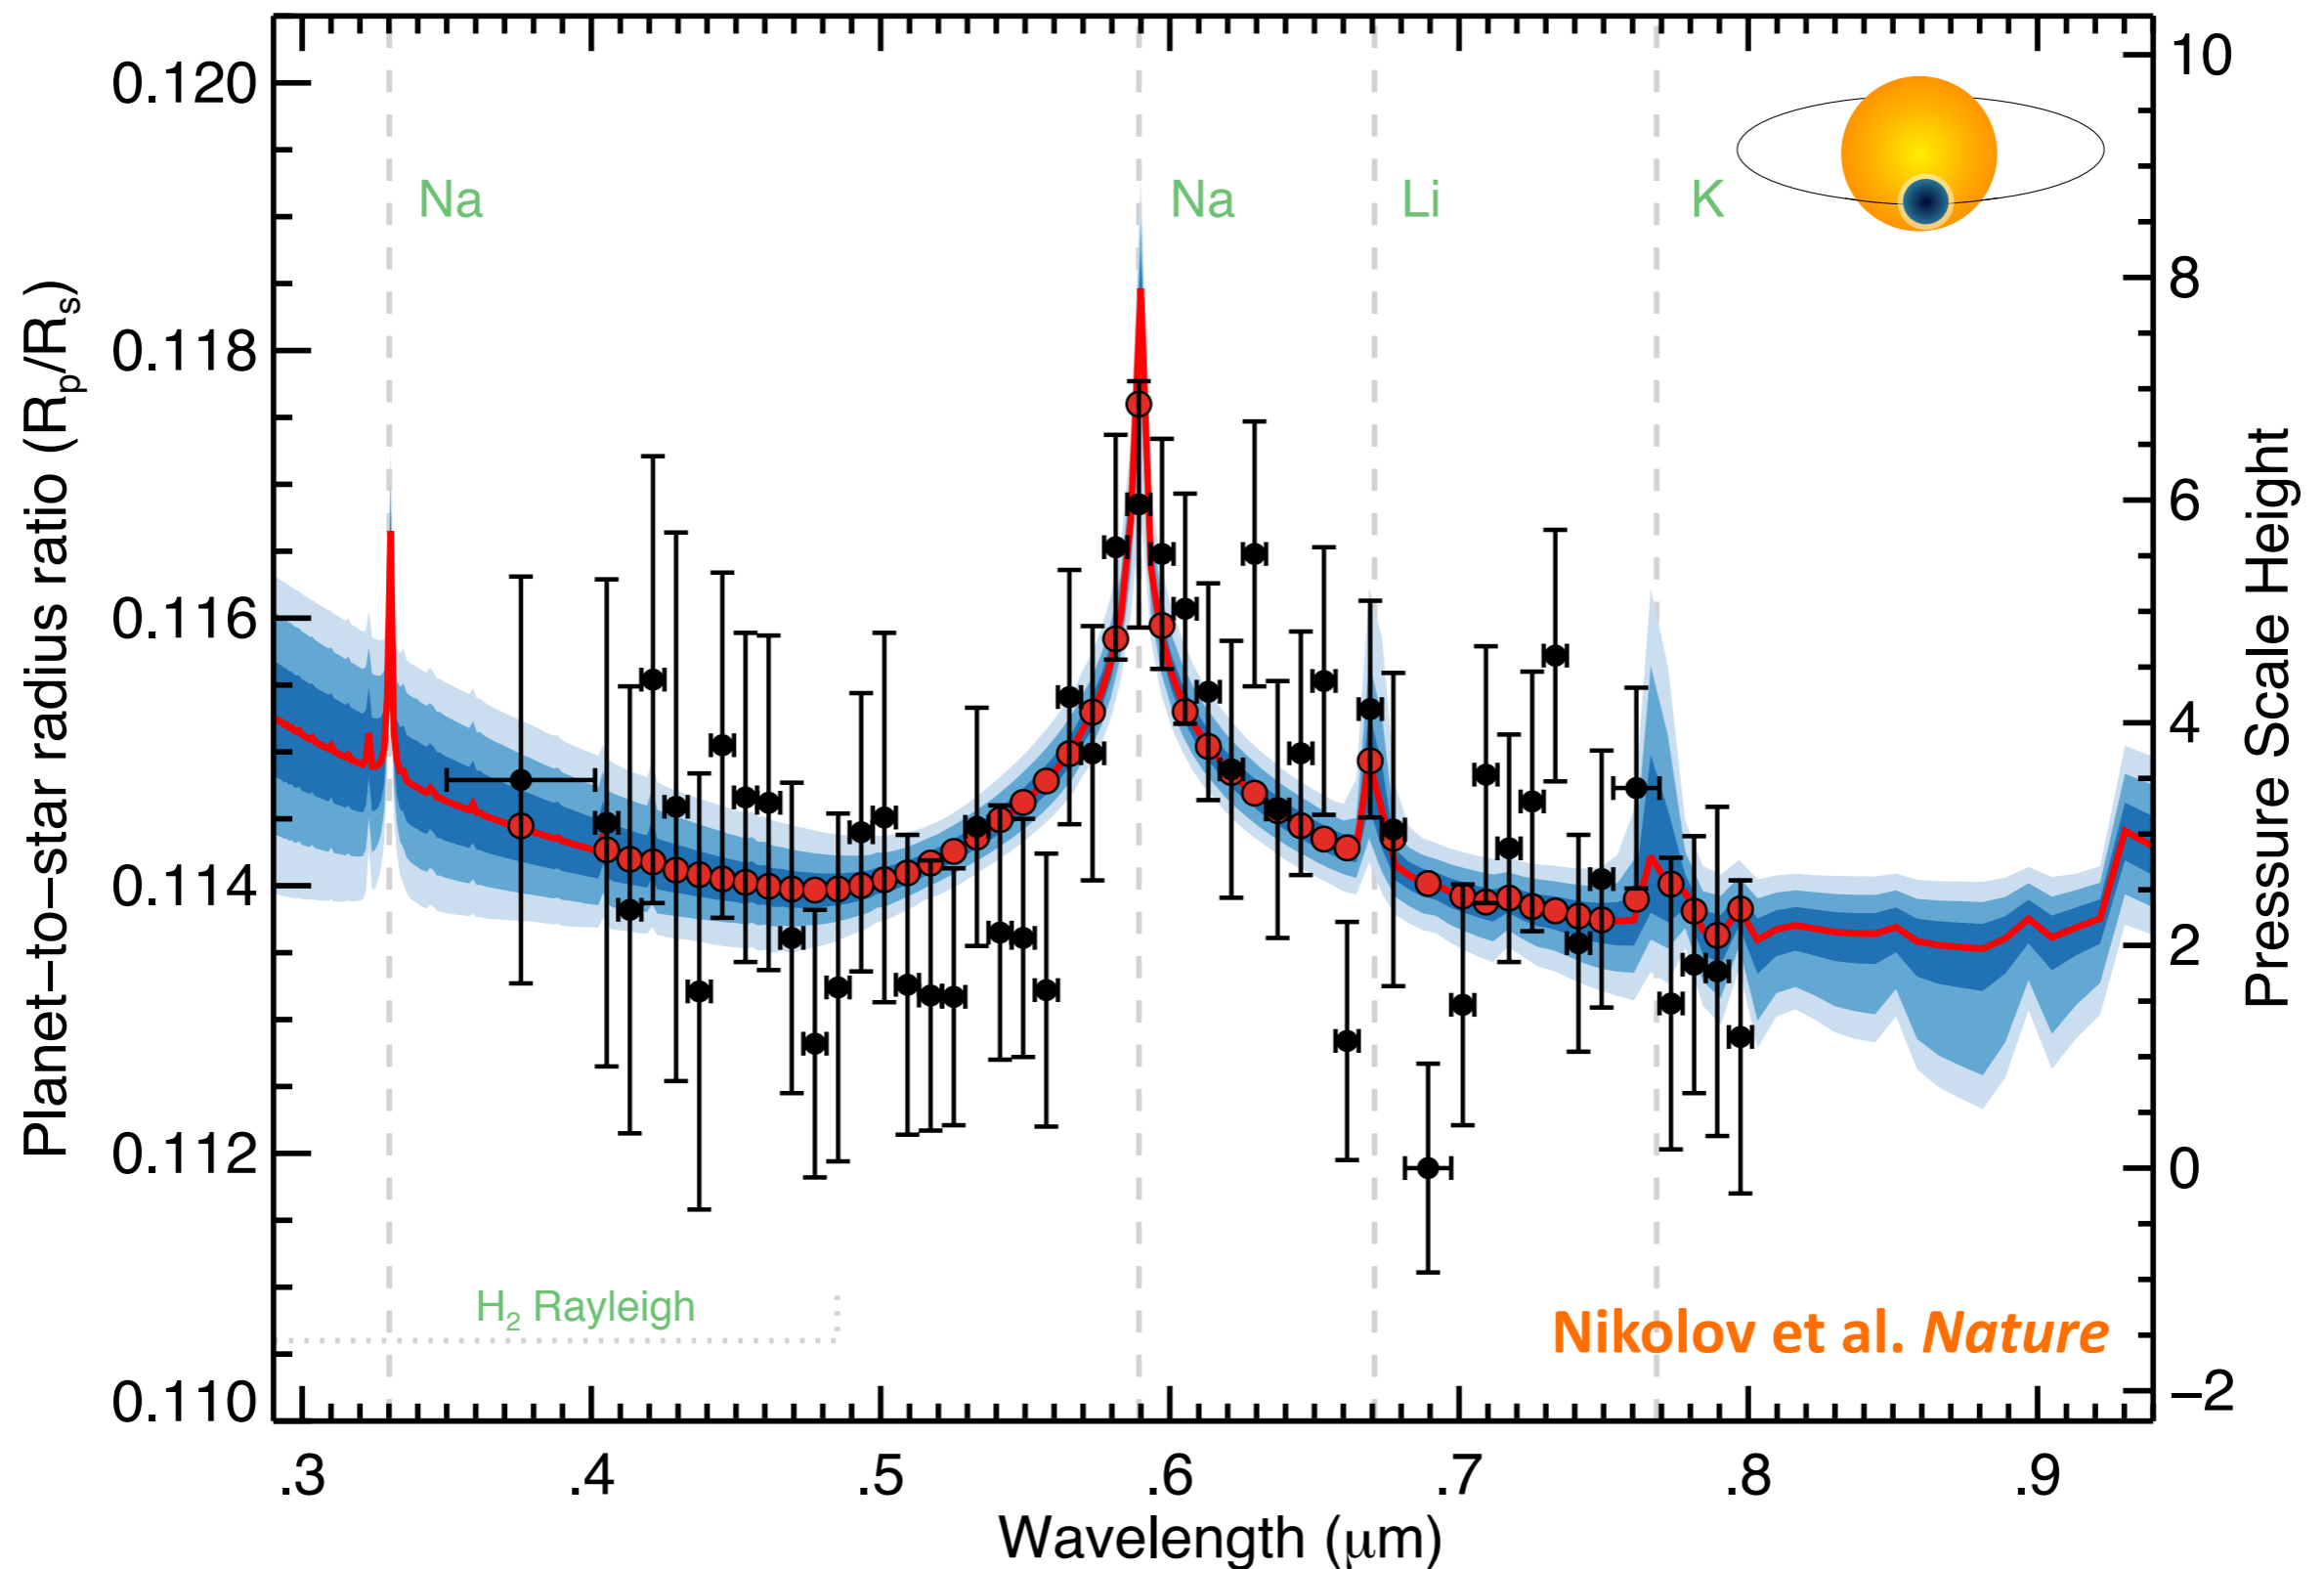 0.120
0.118
0.116
0.114
0.112
0.110
Planet−to−star radius ratio (Rp/Rs)
10
8
6
4
2
0
−2
Pressure Scale Height
Na
Na
Li
K
H2 Rayleigh
Nikolov et al. Nature
.3 .4 .5 .6 .7 .8 .9
Wavelength (μm)